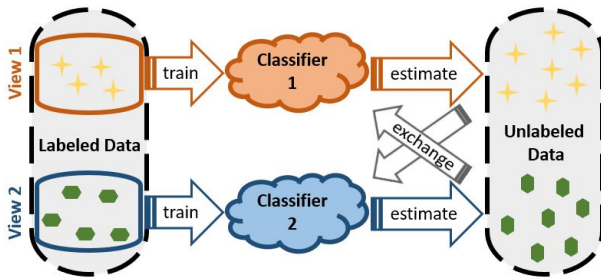 View 1
train
Classifier
1
estimate
Labeled Data
exchange
Unlabeled
Data
View 2
train
Classifier
2
estimate